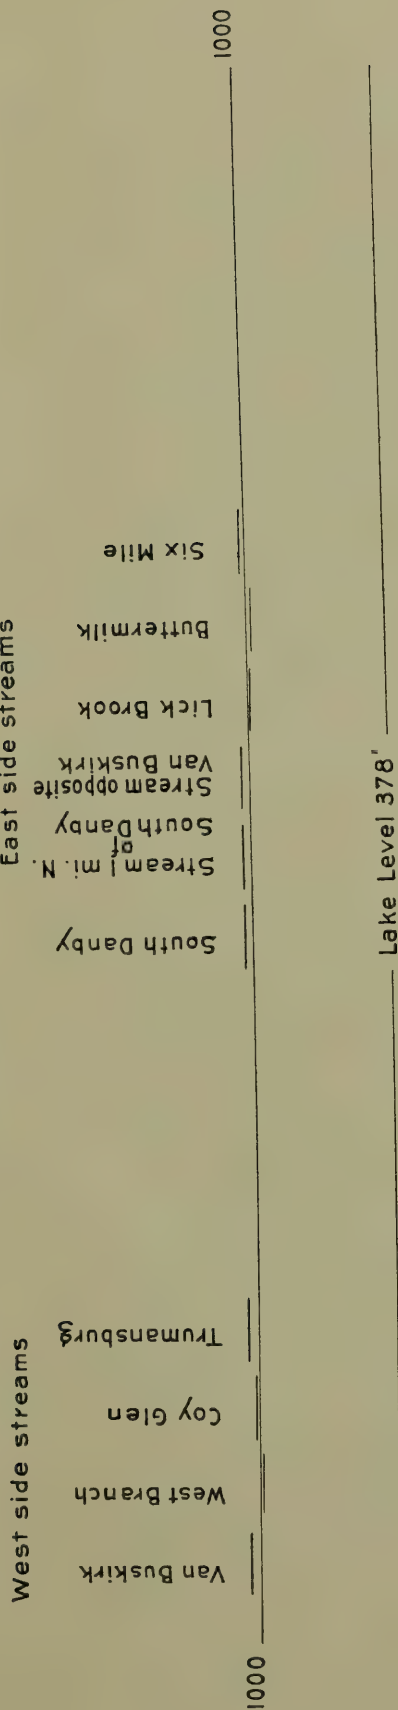 West side streams
East side streams
Van Buskirk
West Branch
Coy Glen
Trumansburg
South Danby
Stream 1 mi. N.
of
South Danby
Stream opposite
Van Buskirk
Lick Brook
Buttermilk
Six Mile
1000
1000
Lake Level 378'